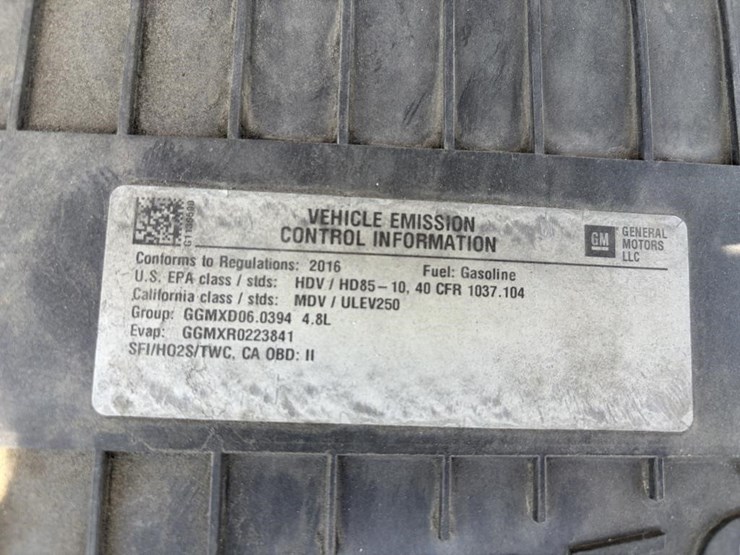 VEHICLE EMISSION
CONTROL INFORMATION
GM
GENERAL
MOTORS
LLC
Conforms to Regulations: 2016 Fuel: Gasoline
U.S. EPA class / stds: HDV / HD85-10, 40 CFR 1037.104
California class / stds: MDV / ULEV250
Group: GGMXD06.0394 4.8L
Evap: GGMXR0223841
SFI/HO2S/TWC, CA OBD: II